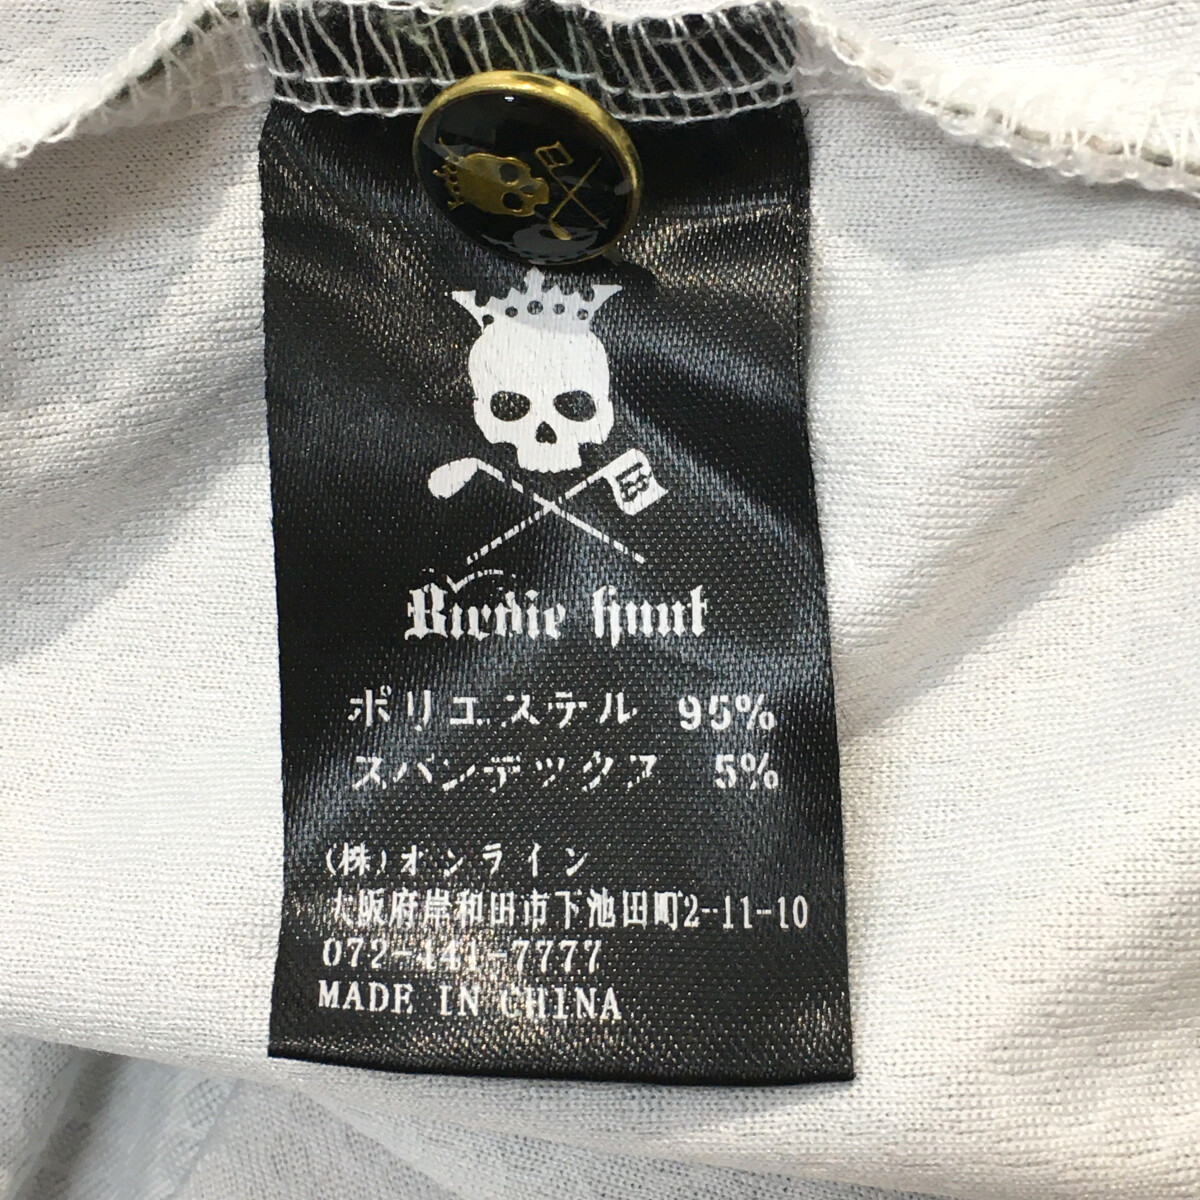 Birdie hunt
ポリエステル 95%
スパンデックス 5%
(株)オンライン
大阪府岸和田市下池田町2-11-10
072-441-7777
MADE IN CHINA